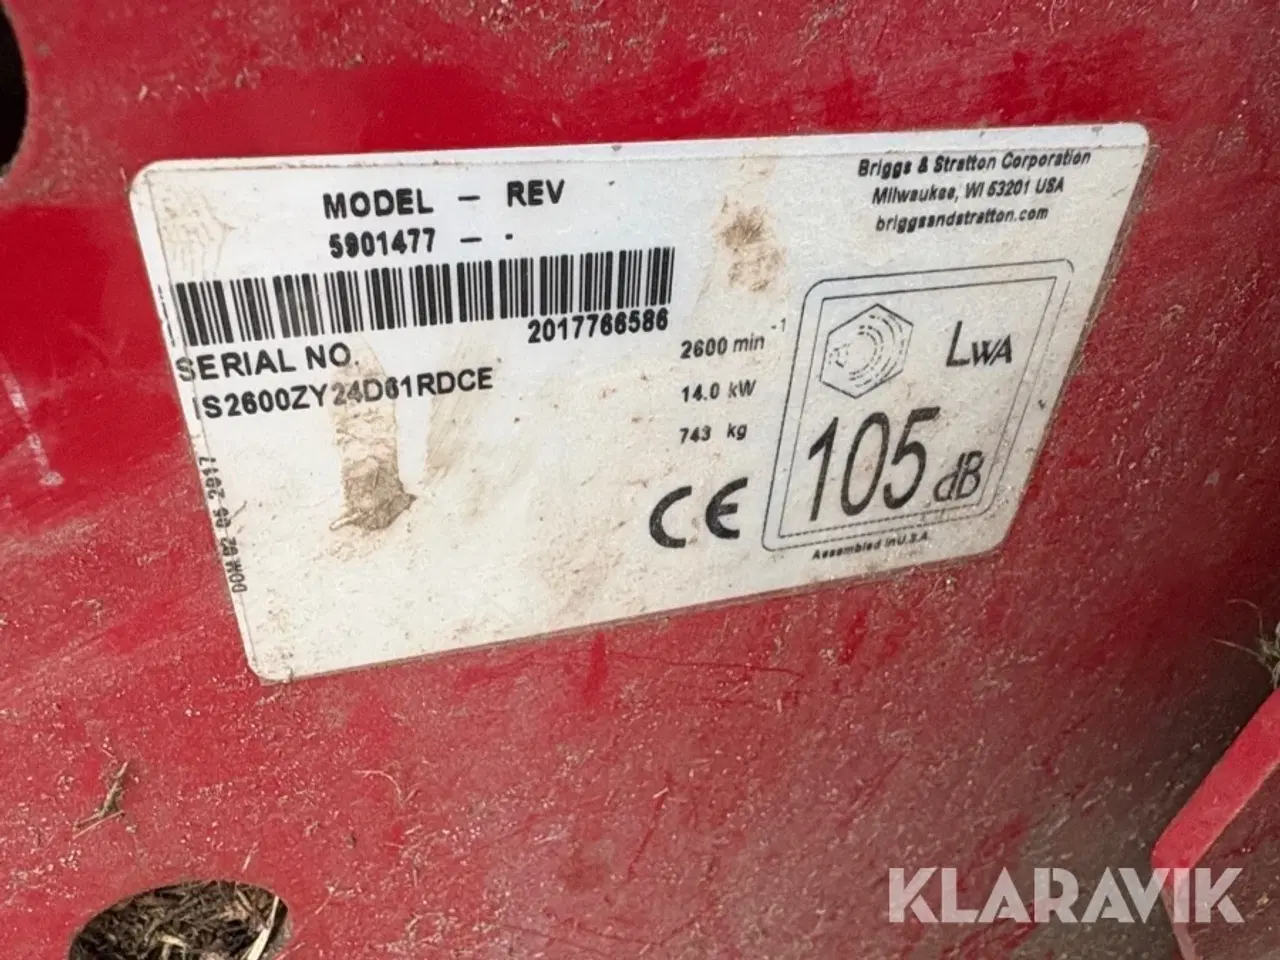 MODEL - REV
5901477 - .
2017766586
SERIAL NO.
IS2600ZY24D61RDCE
DOM 02 06 2017
2600 min-1
14.0 kW
743 kg
CE
Briggs & Stratton Corporation
Milwaukee, WI 53201 USA
briggsandstratton.com
LWA
105 dB
Assembled in U.S.A.
KLARAVIK